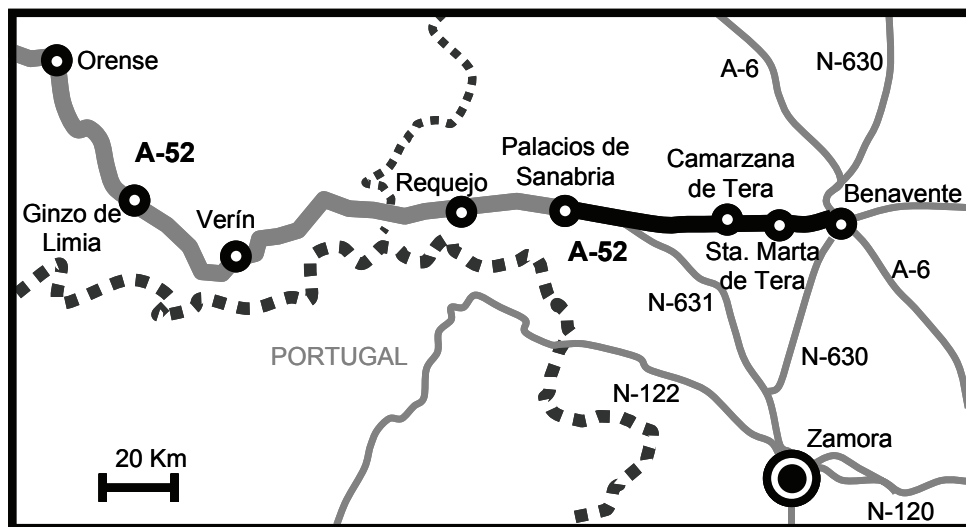 Orense
A-6
N-630
A-52
Palacios de
Sanabria
Camarzana
de Tera
Requejo
Benavente
Ginzo de
Limia
Verín
A-52
Sta. Marta
de Tera
A-6
N-631
PORTUGAL
N-630
N-122
Zamora
20 Km
N-120